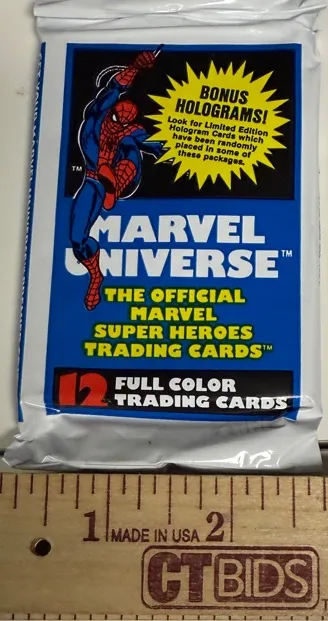 BONUS
HOLOGRAMS!
Look for Limited Edition
Hologram Cards which
have been randomly
placed in some of
these packages.
TM
MARVEL
UNIVERSE™
THE OFFICIAL
MARVEL
SUPER HEROES
TRADING CARDS™
12 FULL COLOR
TRADING CARDS
1 MADE IN USA 2
CTBIDS